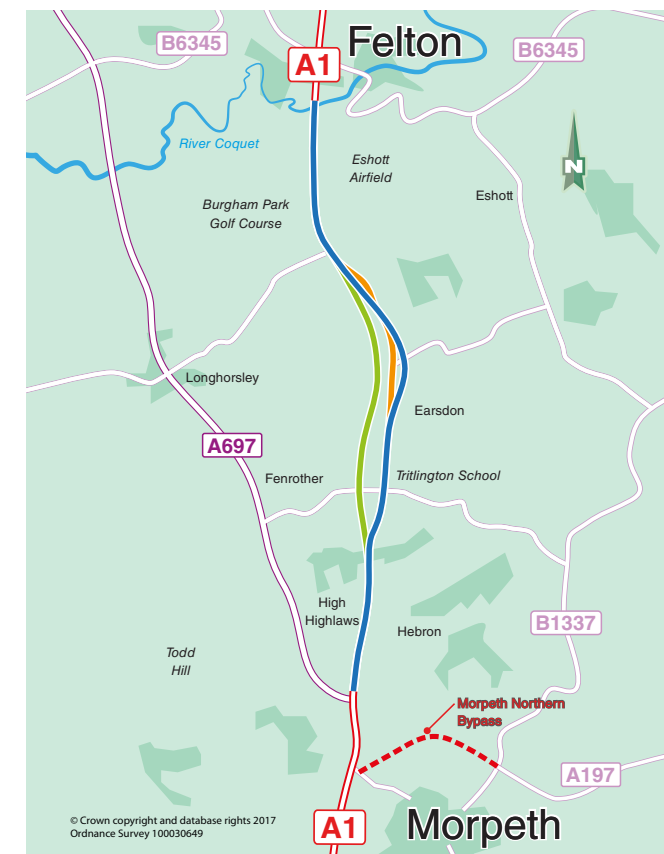 B6345
Felton
A1
B6345
River Coquet
Eshott
Airfield
N
Burgham Park
Golf Course
Eshott
Longhorsley
Earsdon
A697
Fenrother
Tritlington School
High
Highlaws
Hebron
B1337
Todd
Hill
Morpeth Northern
Bypass
A197
© Crown copyright and database rights 2017
Ordnance Survey 100030649
A1
Morpeth